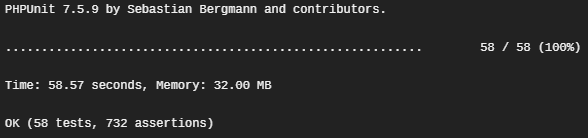 PHPUnit 7.5.9 by Sebastian Bergmann and contributors.
.......................................................... 58 / 58 (100%)
Time: 58.57 seconds, Memory: 32.00 MB
OK (58 tests, 732 assertions)